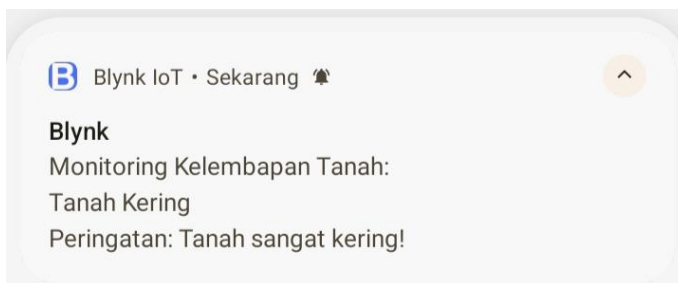 B Blynk IoT • Sekarang
Blynk
Monitoring Kelembapan Tanah:
Tanah Kering
Peringatan: Tanah sangat kering!